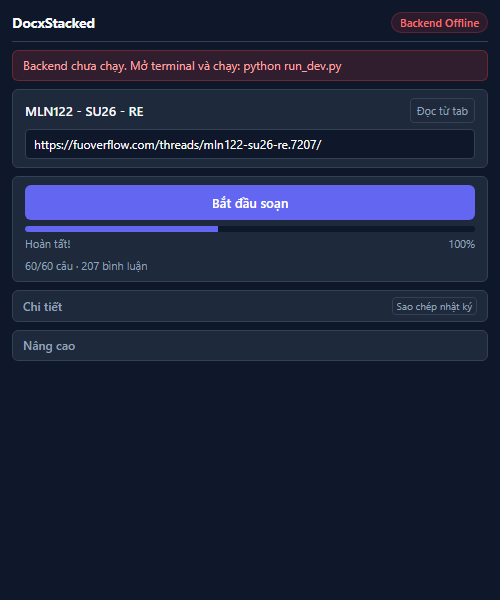 DocxStacked
Backend Offline
Backend chưa chạy. Mở terminal và chạy: python run_dev.py
MLN122 - SU26 - RE
Đọc từ tab
https://fuoverflow.com/threads/mln122-su26-re.7207/
Bắt đầu soạn
Hoàn tất!
100%
60/60 câu · 207 bình luận
Chi tiết
Sao chép nhật ký
Nâng cao